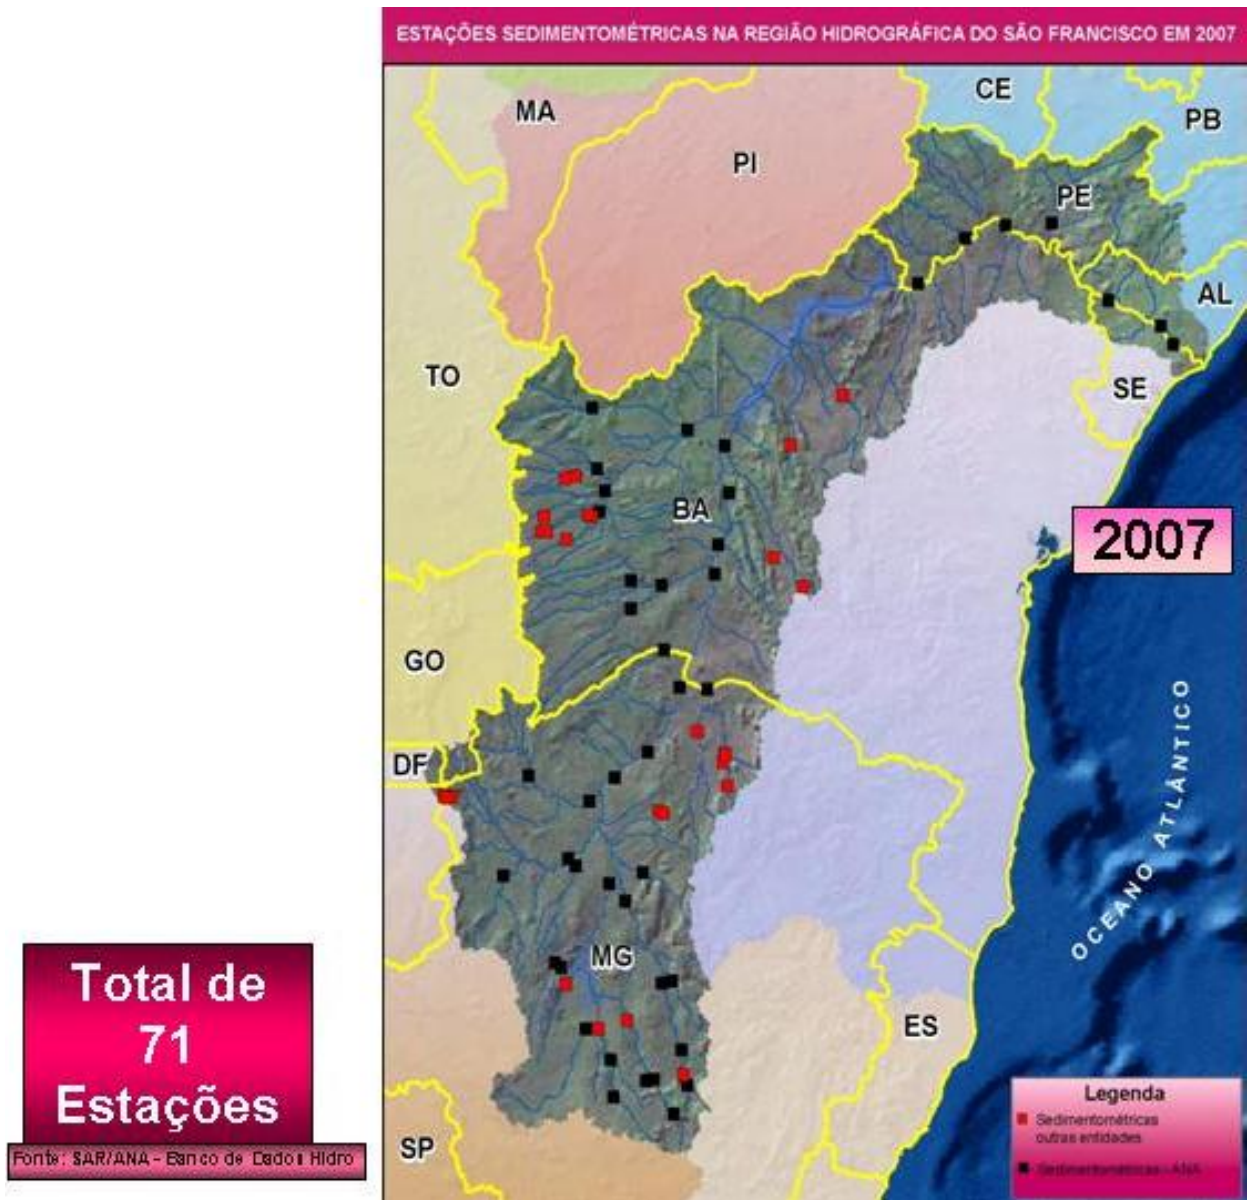 ESTAÇÕES SEDIMENTOMÉTRICAS NA REGIÃO HIDROGRÁFICA DO SÃO FRANCISCO EM 2007
MA
CE
PB
PI
PE
AL
TO
SE
BA
2007
GO
DF
OCEANO ATLÂNTICO
MG
ES
SP
Total de
71
Estações
Fonte: SAR/ANA - Banco de Dados Hidro
Legenda
Sedimentométricas
outras entidades
Sedimentométricas - ANA